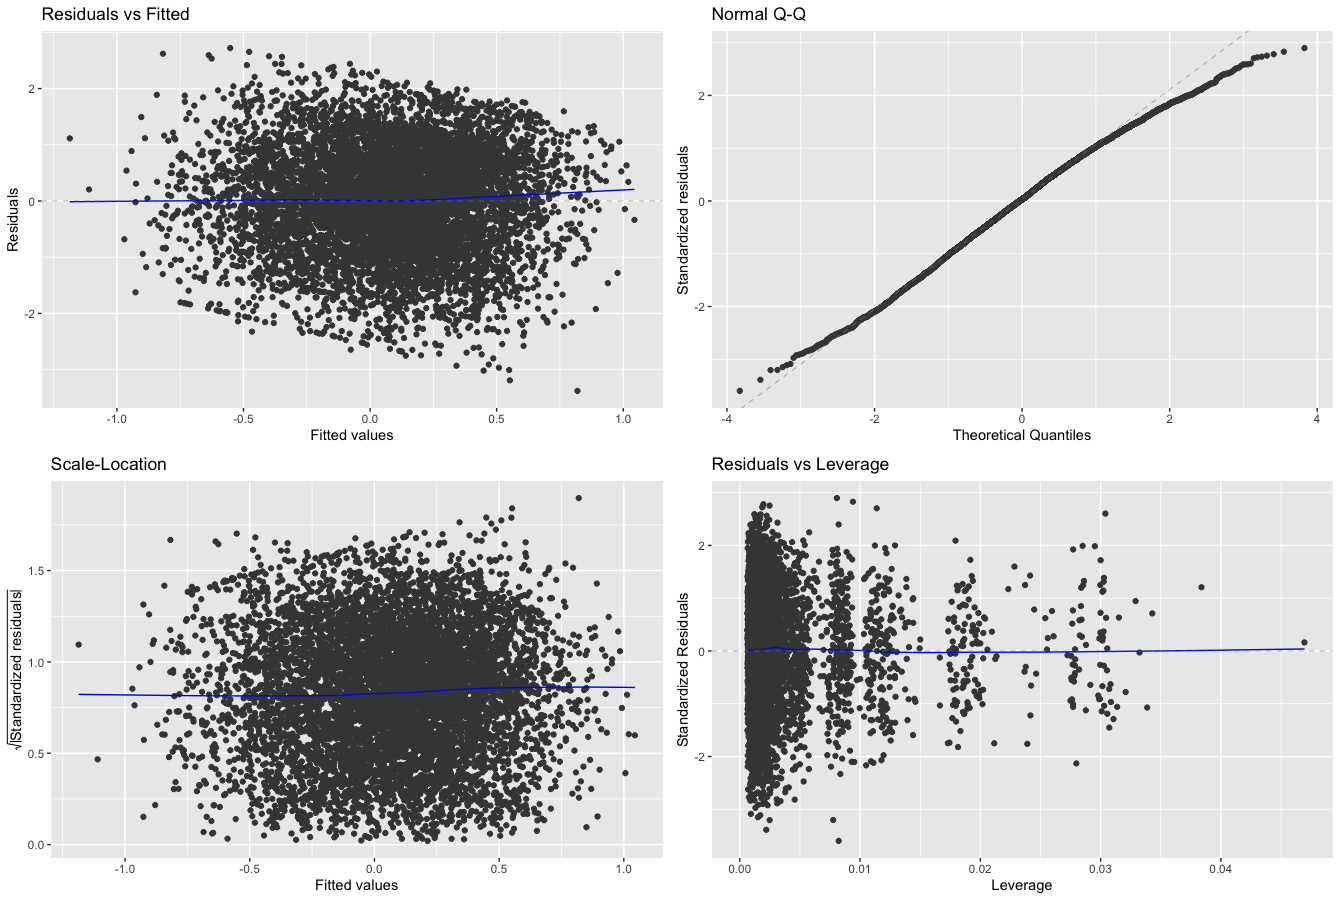 Residuals vs Fitted
2
0
-2
Residuals
-1.0 -0.5 0.0 0.5 1.0
Fitted values
Normal Q-Q
2
0
-2
Standardized residuals
-4 -2 0 2 4
Theoretical Quantiles
Scale-Location
1.5
1.0
0.5
0.0
√|Standardized residuals|
-1.0 -0.5 0.0 0.5 1.0
Fitted values
Residuals vs Leverage
2
0
-2
Standardized Residuals
0.00 0.01 0.02 0.03 0.04
Leverage